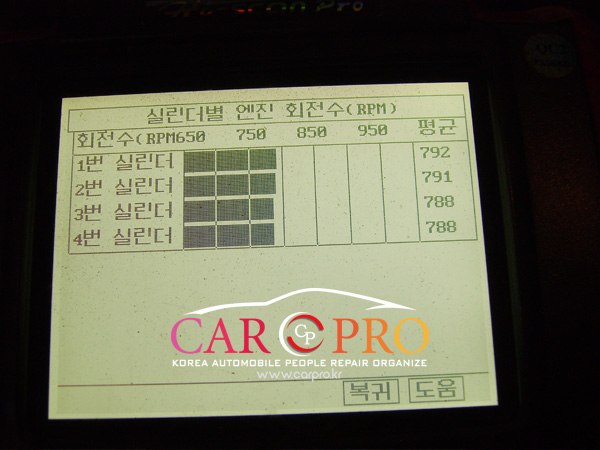 Pro
실린더별 엔진 회전수(RPM)
회전수(RPM650 750 850 950 평균
1번 실린더 792
2번 실린더 791
3번 실린더 788
4번 실린더 788
CAR CP PRO
KOREA AUTOMOBILE PEOPLE REPAIR ORGANIZE
www.carpro.kr
복귀 도움